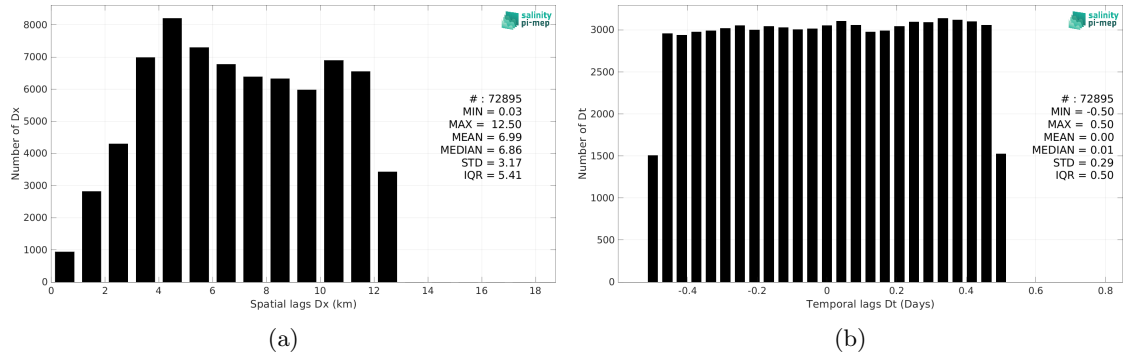 salinity
pi-mep
8000
7000
6000
5000
4000
3000
2000
1000
0
Number of Dx
# : 72895
MIN = 0.03
MAX = 12.50
MEAN = 6.99
MEDIAN = 6.86
STD = 3.17
IQR = 5.41
0 2 4 6 8 10 12 14 16 18
Spatial lags Dx (km)
(a)
salinity
pi-mep
3000
2500
2000
1500
1000
500
0
Number of Dt
# : 72895
MIN = -0.50
MAX = 0.50
MEAN = 0.00
MEDIAN = 0.01
STD = 0.29
IQR = 0.50
-0.4 -0.2 0 0.2 0.4 0.6 0.8
Temporal lags Dt (Days)
(b)